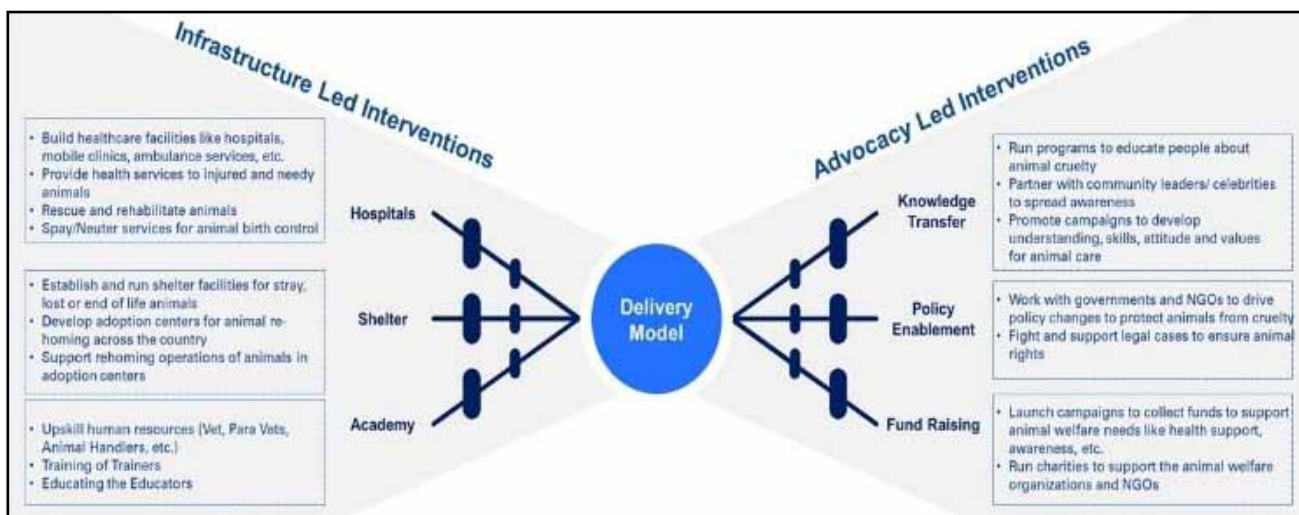 Infrastructure Led Interventions
• Build healthcare facilities like hospitals,
mobile clinics, ambulance services, etc.
• Provide health services to injured and needy
animals
• Rescue and rehabilitate animals
• Spay/Neuter services for animal birth control
Hospitals
• Establish and run shelter facilities for stray,
lost or end of life animals
• Develop adoption centers for animal re-
homing across the country
• Support rehoming operations of animals in
adoption centers
Shelter
• Upskill human resources (Vet, Para Vets,
Animal Handlers, etc.)
• Training of Trainers
• Educating the Educators
Academy
Delivery
Model
Advocacy Led Interventions
Knowledge
Transfer
• Run programs to educate people about
animal cruelty
• Partner with community leaders/ celebrities
to spread awareness
• Promote campaigns to develop
understanding, skills, attitude and values
for animal care
Policy
Enablement
• Work with governments and NGOs to drive
policy changes to protect animals from cruelty
• Fight and support legal cases to ensure animal
rights
Fund Raising
• Launch campaigns to collect funds to support
animal welfare needs like health support,
awareness, etc.
• Run charities to support the animal welfare
organizations and NGOs